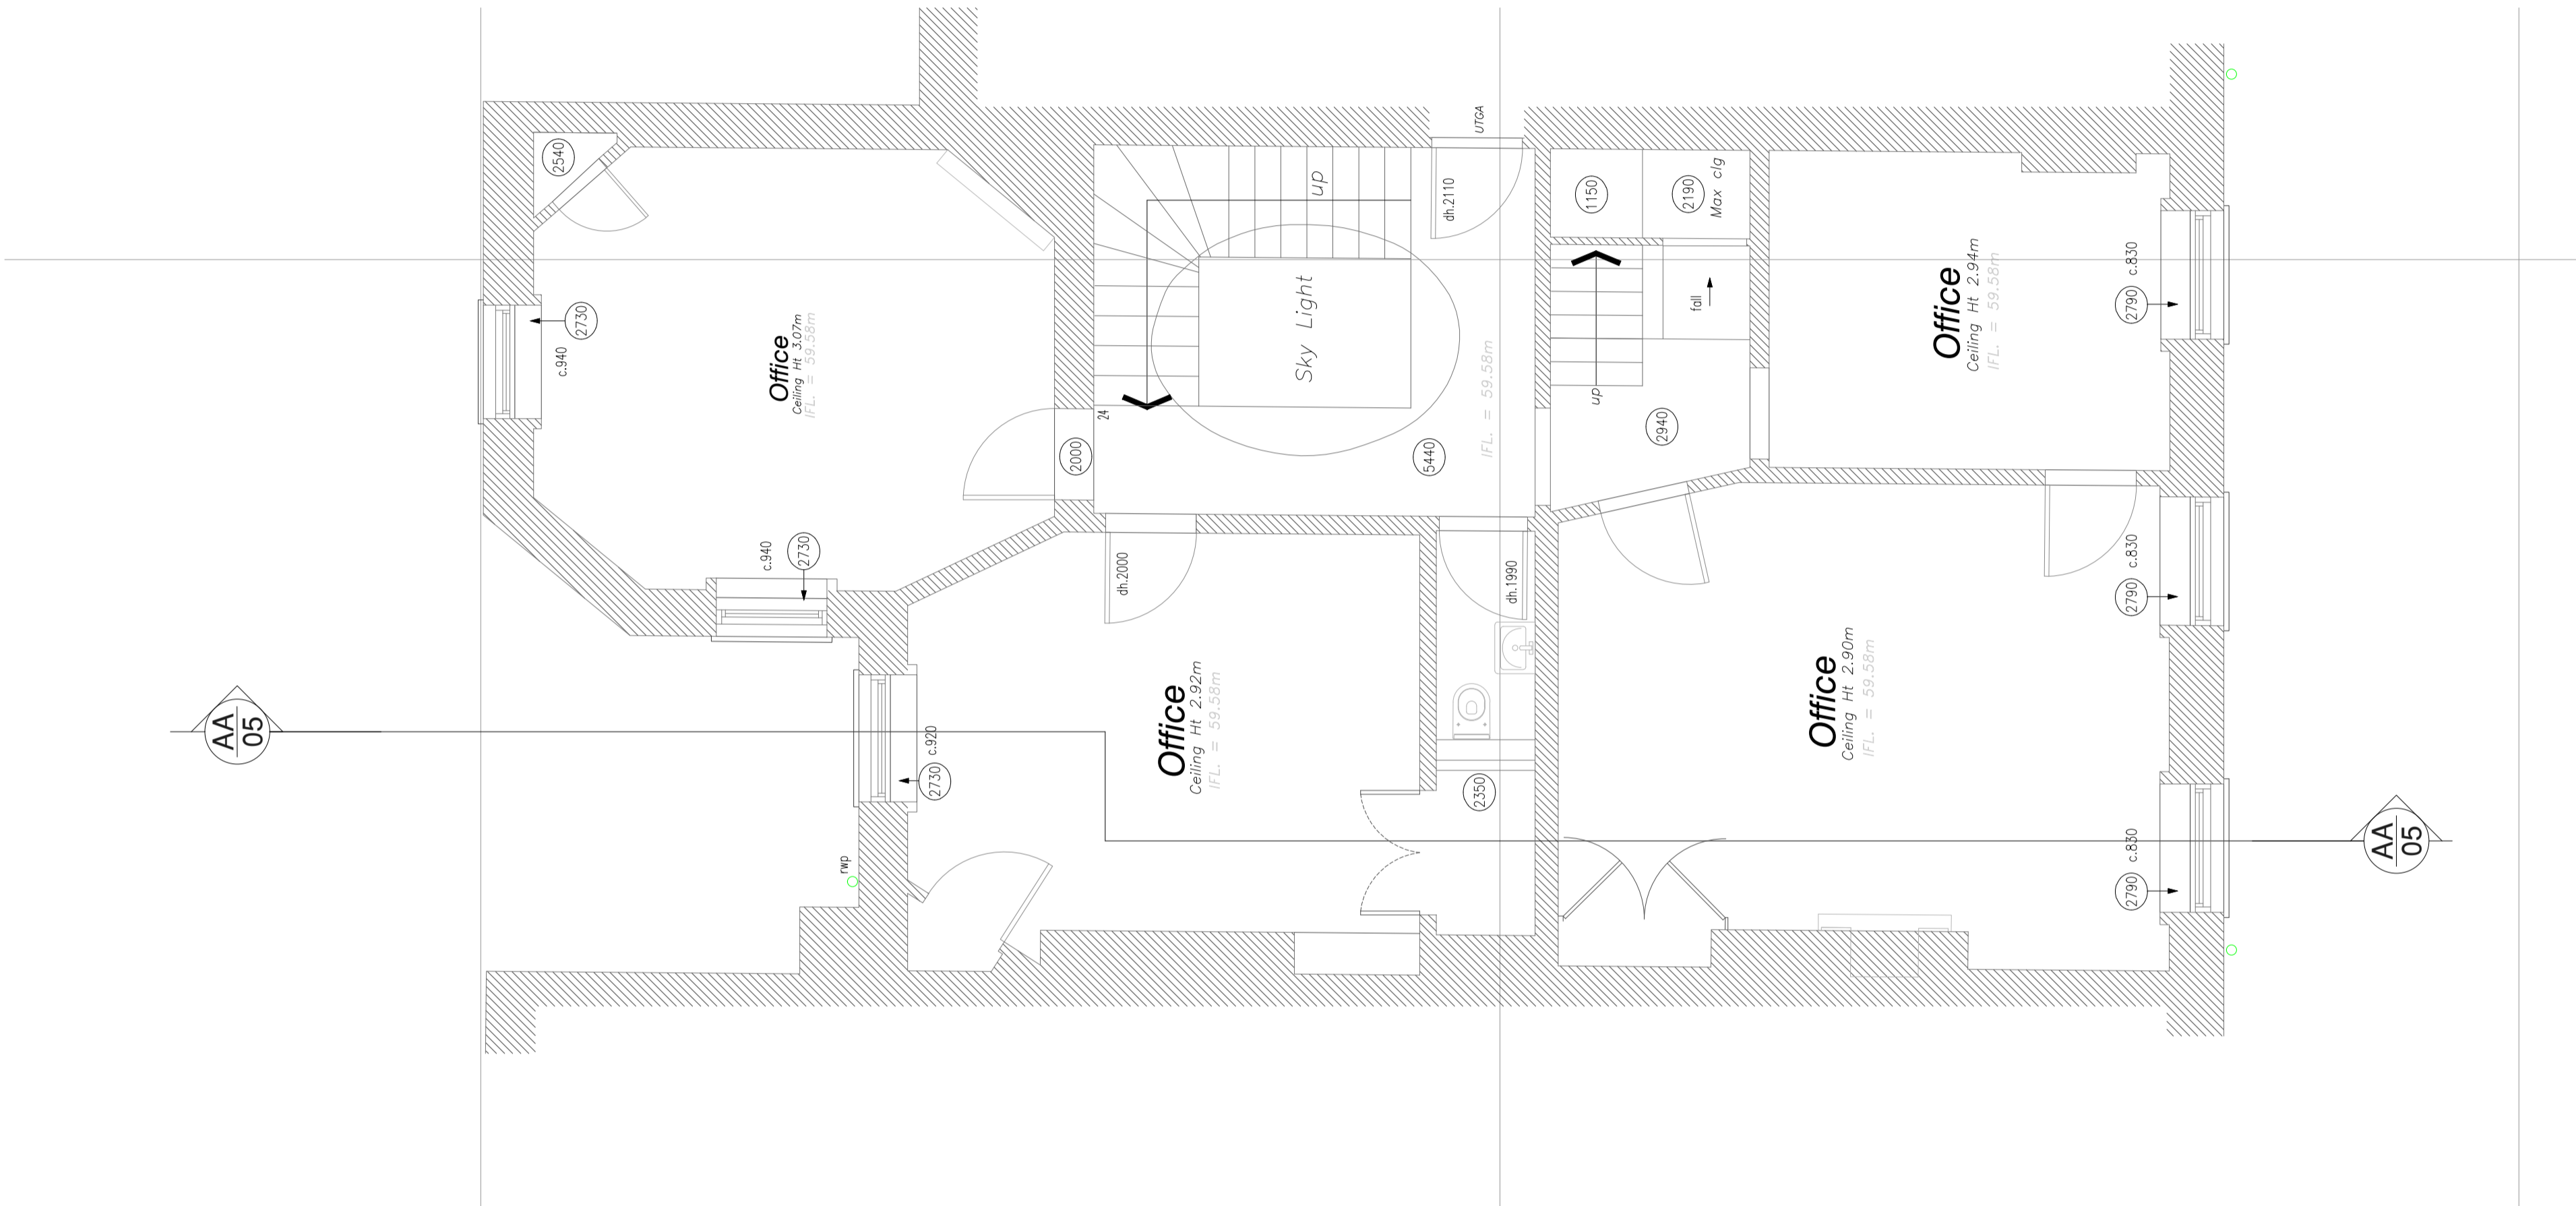 2540
2730
c.940
Office
Ceiling Ht 3.07m
IFL. = 59.58m
c.940
2730
2000
24
up
Sky Light
5440
IFL. = 59.58m
dh.2110
UTGA
1150
2190
Max clg
fall
up
2940
Office
Ceiling Ht 2.94m
IFL. = 59.58m
c.830
2790
c.830
2790
c.830
2790
Office
Ceiling Ht 2.90m
IFL. = 59.58m
dh.2000
dh.1990
Office
Ceiling Ht 2.92m
IFL. = 59.58m
2350
c.920
2730
rwp
AA
05
AA
05